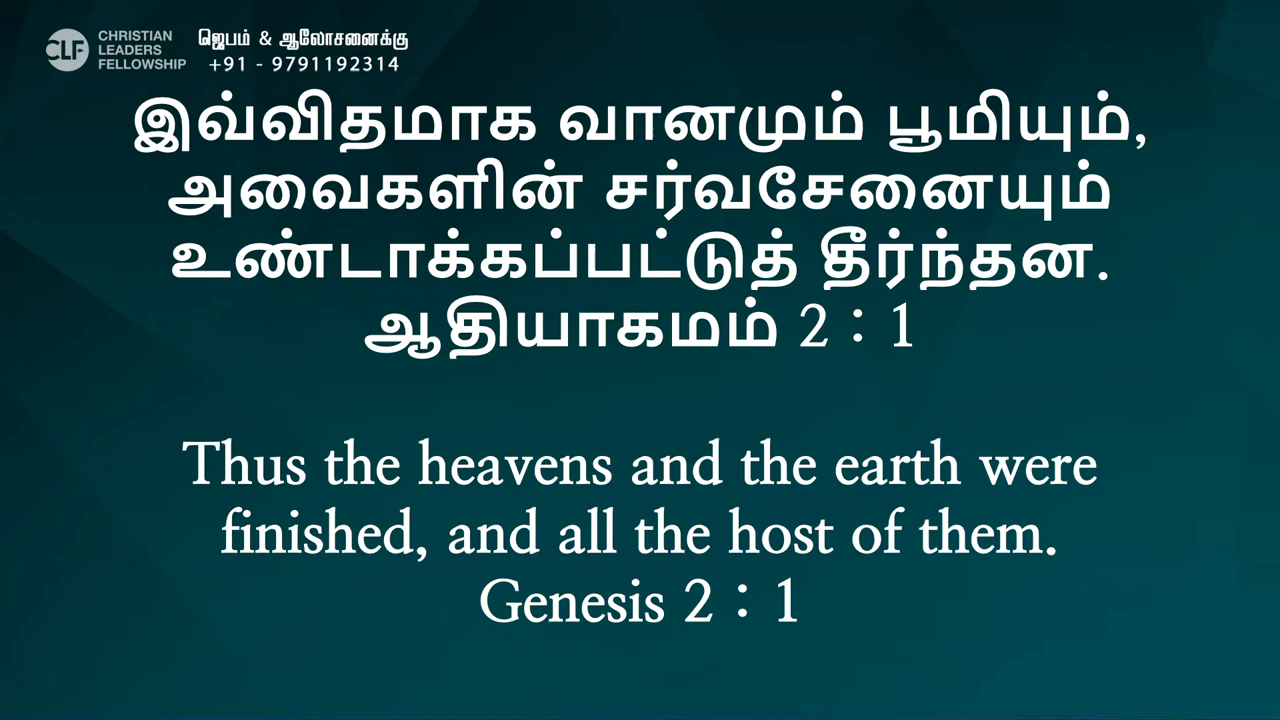 CLF
CHRISTIAN
LEADERS
FELLOWSHIP
ஜெபம் & ஆலோசனைக்கு
+91 - 9791192314
இவ்விதமாக வானமும் பூமியும்,
அவைகளின் சர்வசேனையும்
உண்டாக்கப்பட்டுத் தீர்ந்தன.
ஆதியாகமம் 2 : 1
Thus the heavens and the earth were
finished, and all the host of them.
Genesis 2 : 1